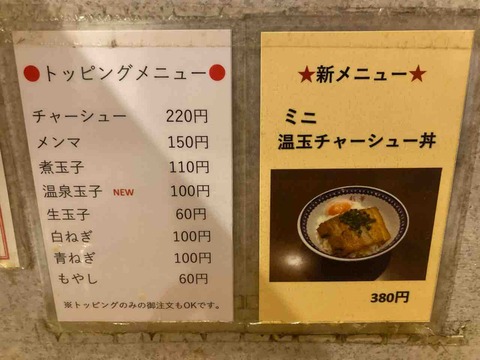 ●トッピングメニュー●
チャーシュー 220円
メンマ 150円
煮玉子 110円
温泉玉子 NEW 100円
生玉子 60円
白ねぎ 100円
青ねぎ 100円
もやし 60円
※トッピングのみの御注文もOKです。
★新メニュー★
ミニ
温玉チャーシュー丼
380円